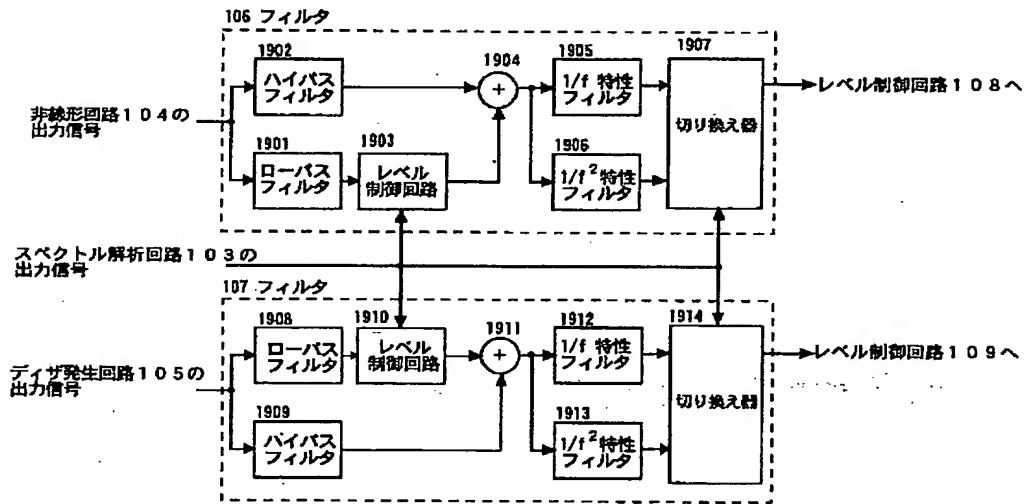 106 フィルタ
1902
ハイパス
フィルタ
1904
+
1905
1/f 特性
フィルタ
1907
切り換え器
レベル制御回路108へ
非線形回路104の
出力信号
1901
ローパス
フィルタ
1903
レベル
制御回路
1906
1/f² 特性
フィルタ
スペクトル解析回路103の
出力信号
107 フィルタ
1908
ローパス
フィルタ
1910
レベル
制御回路
1911
+
1912
1/f 特性
フィルタ
1914
切り換え器
レベル制御回路109へ
ディザ発生回路105の
出力信号
1909
バイパス
フィルタ
1913
1/f² 特性
フィルタ